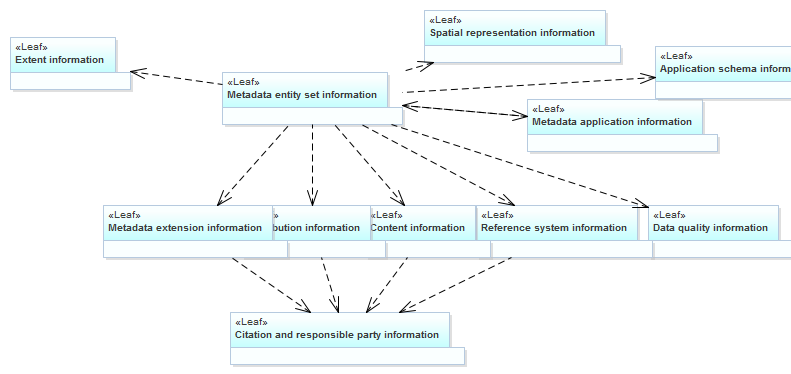 «Leaf»
Spatial representation information
«Leaf»
Extent information
«Leaf»
Application schema inform
«Leaf»
Metadata entity set information
«Leaf»
Metadata application information
«Leaf»
Metadata extension information
bution information
«Leaf»
Content information
«Leaf»
Reference system information
«Leaf»
Data quality information
«Leaf»
Citation and responsible party information